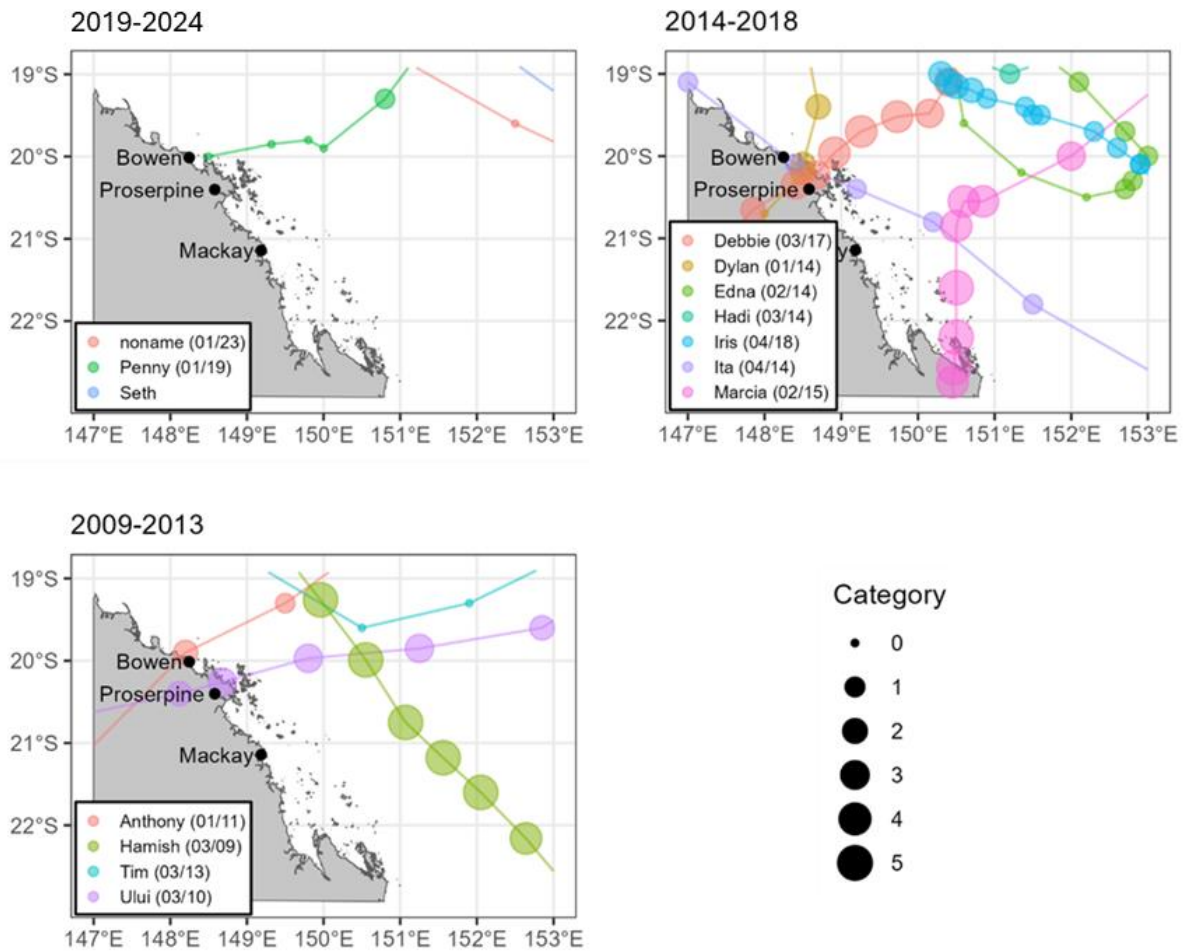 2019-2024
19°S
20°S
21°S
22°S
Bowen
Proserpine
Mackay
noname (01/23)
Penny (01/19)
Seth
147°E 148°E 149°E 150°E 151°E 152°E 153°E
2014-2018
19°S
20°S
21°S
22°S
Bowen
Proserpine
y
Debbie (03/17)
Dylan (01/14)
Edna (02/14)
Hadi (03/14)
Iris (04/18)
Ita (04/14)
Marcia (02/15)
147°E 148°E 149°E 150°E 151°E 152°E 153°E
2009-2013
19°S
20°S
21°S
22°S
Bowen
Proserpine
Mackay
Anthony (01/11)
Hamish (03/09)
Tim (03/13)
Ului (03/10)
147°E 148°E 149°E 150°E 151°E 152°E 153°E
Category
0
1
2
3
4
5